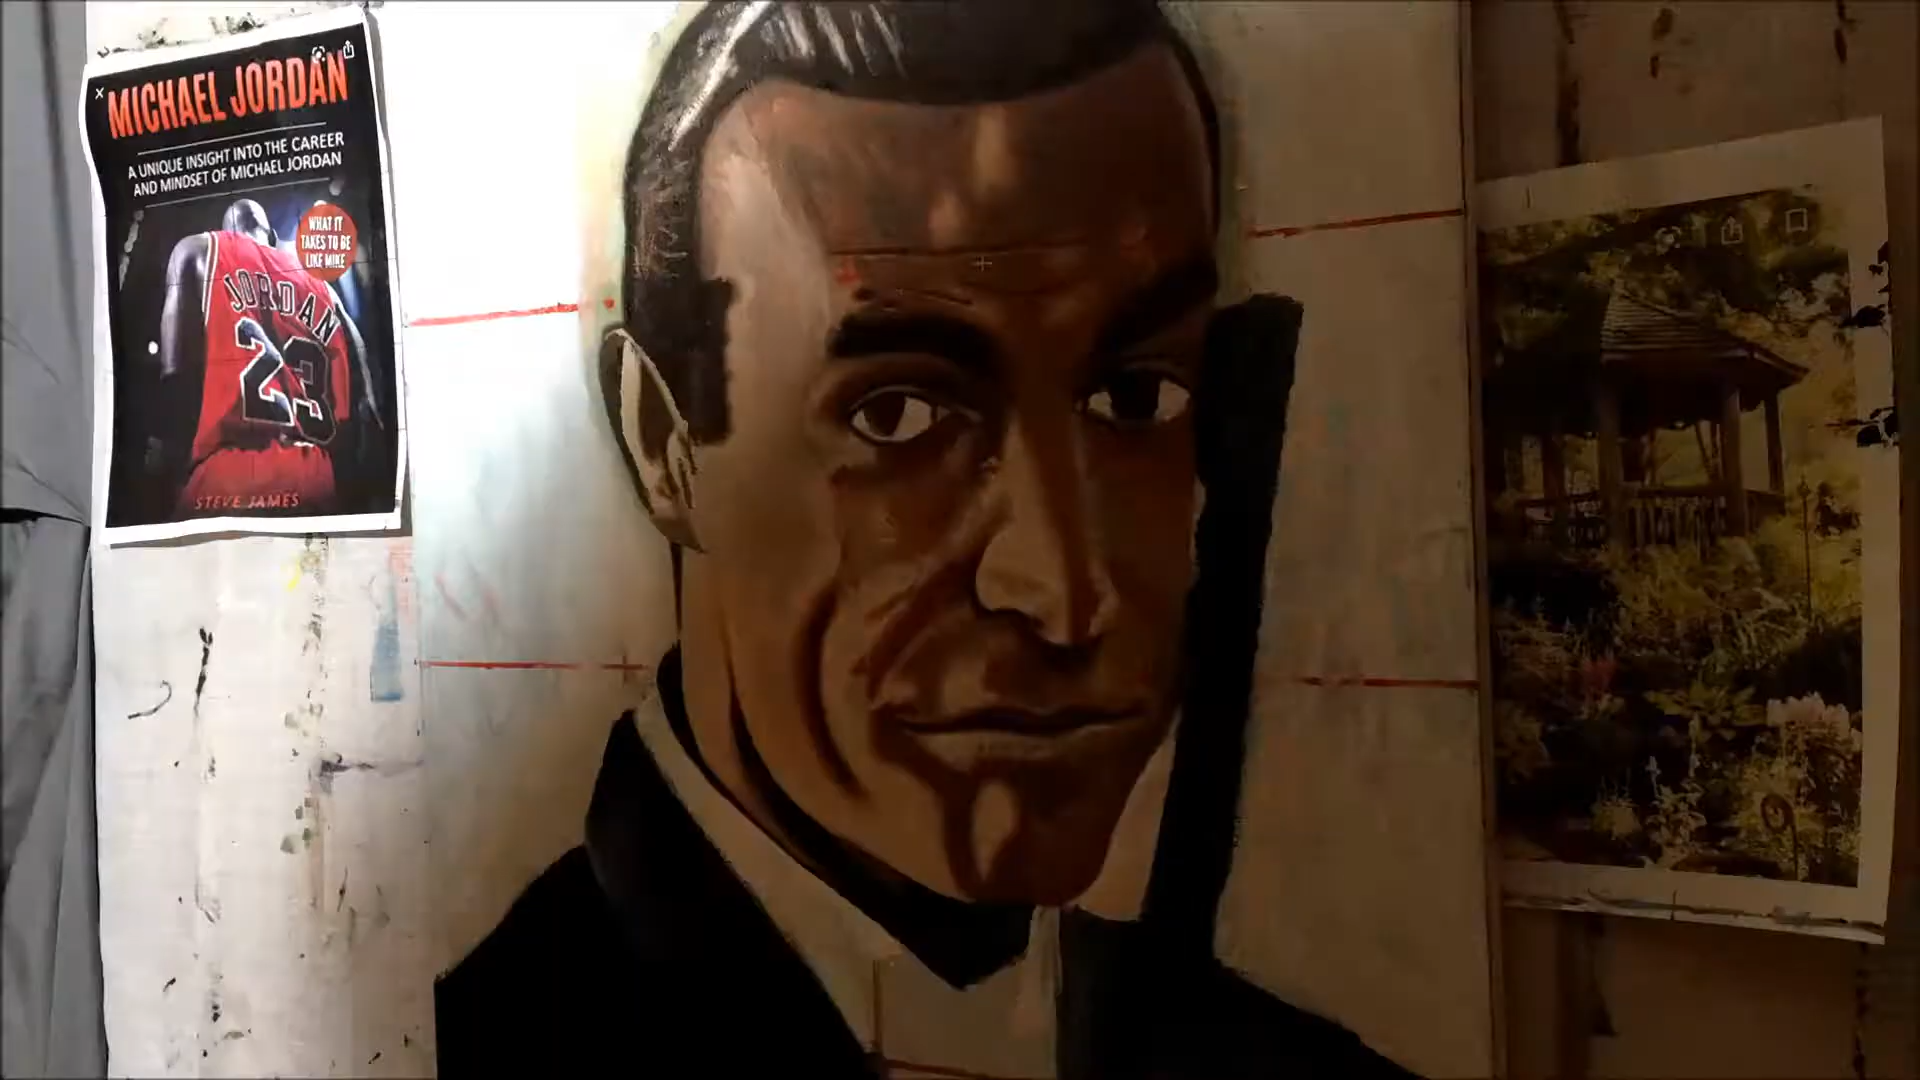 MICHAEL JORDAN
A UNIQUE INSIGHT INTO THE CAREER
AND MINDSET OF MICHAEL JORDAN
WHAT IT
TAKES TO BE
LIKE MIKE
JORDAN
23
STEVE JAMES